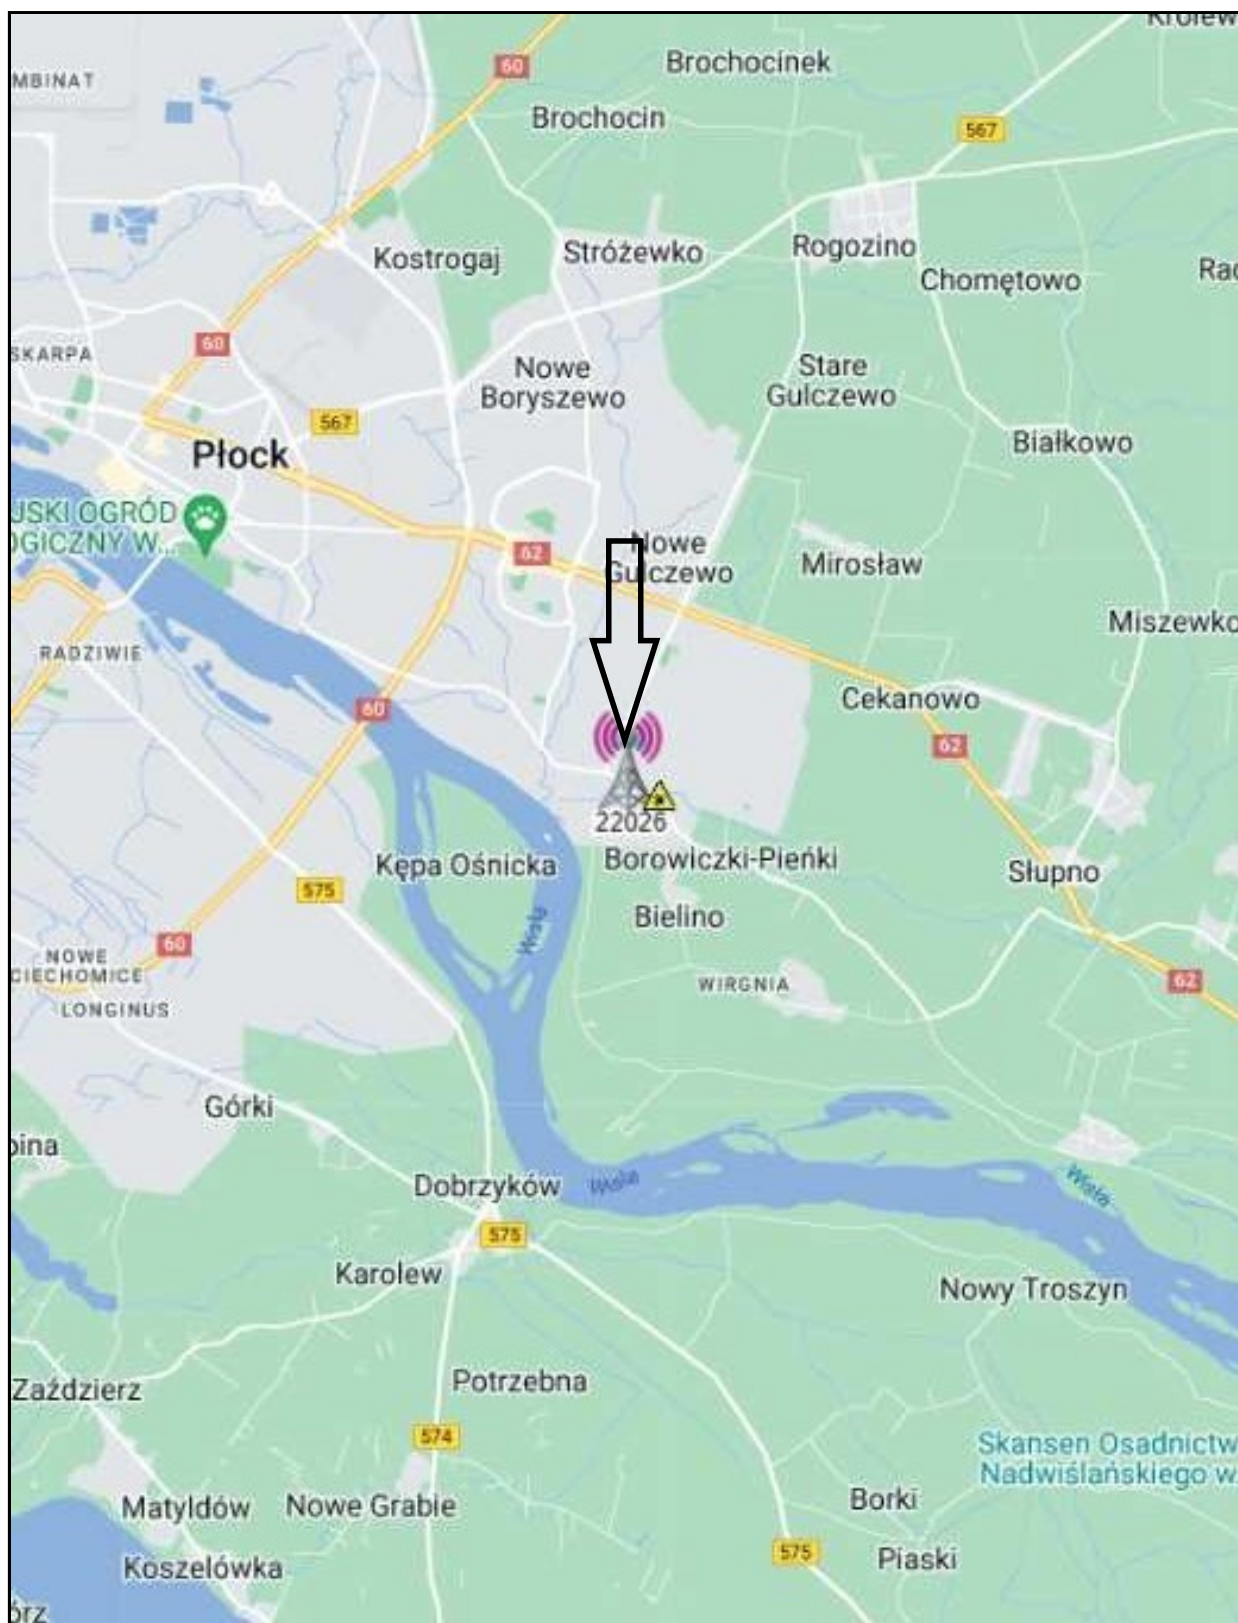 Królew
Brochocinek
60
MBINAT
Brochocin
567
Kostrogaj
Stróżewko
Rogozino
Chomętowo
Rad
60
SKARPA
Nowe
Boryszewo
Stare
Gulczewo
567
Płock
Białkowo
JSKI OGRÓD
OGICZNY W...
62
Nowe
Gulczewo
Mirosław
Miszewko
RADZIWIE
60
Cekanowo
62
22026
Borowiczki-Pieńki
Kępa Ośnicka
575
Słupno
Bielino
Wisła
60
NOWE
CIECHOMICE
LONGINUS
WIRGNIA
62
Górki
pina
Dobrzyków
Wisła
Wisła
575
Karolew
Nowy Troszyn
Zaździerz
Potrzebna
574
Skansen Osadnictw
Nadwiślańskiego w.
Matyldów
Nowe Grabie
Borki
575
Piaski
Koszelówka
órz